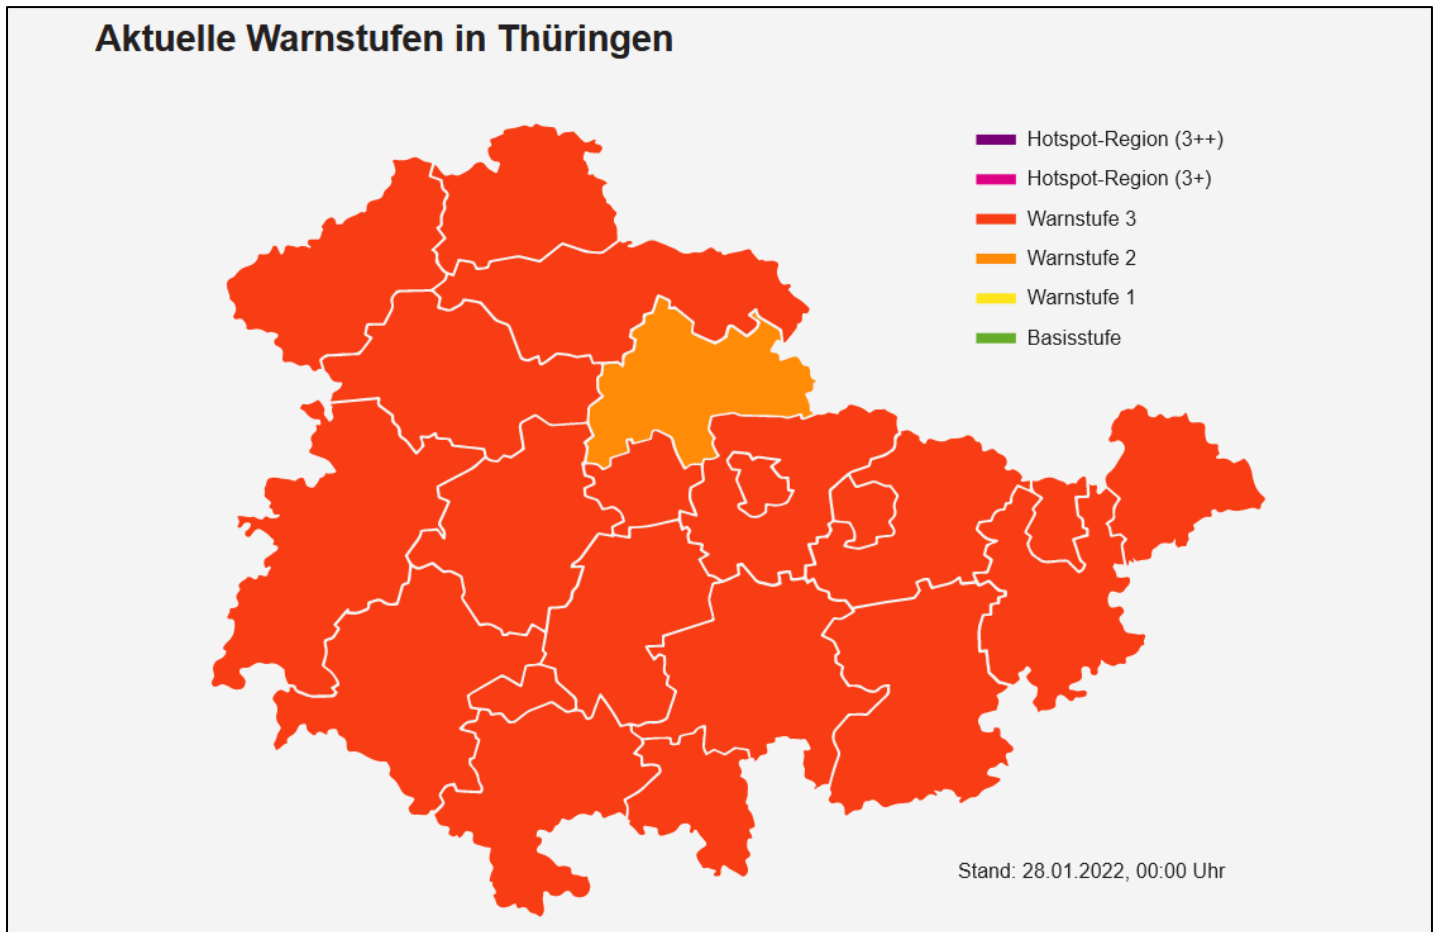 Aktuelle Warnstufen in Thüringen
Hotspot-Region (3++)
Hotspot-Region (3+)
Warnstufe 3
Warnstufe 2
Warnstufe 1
Basisstufe
Stand: 28.01.2022, 00:00 Uhr